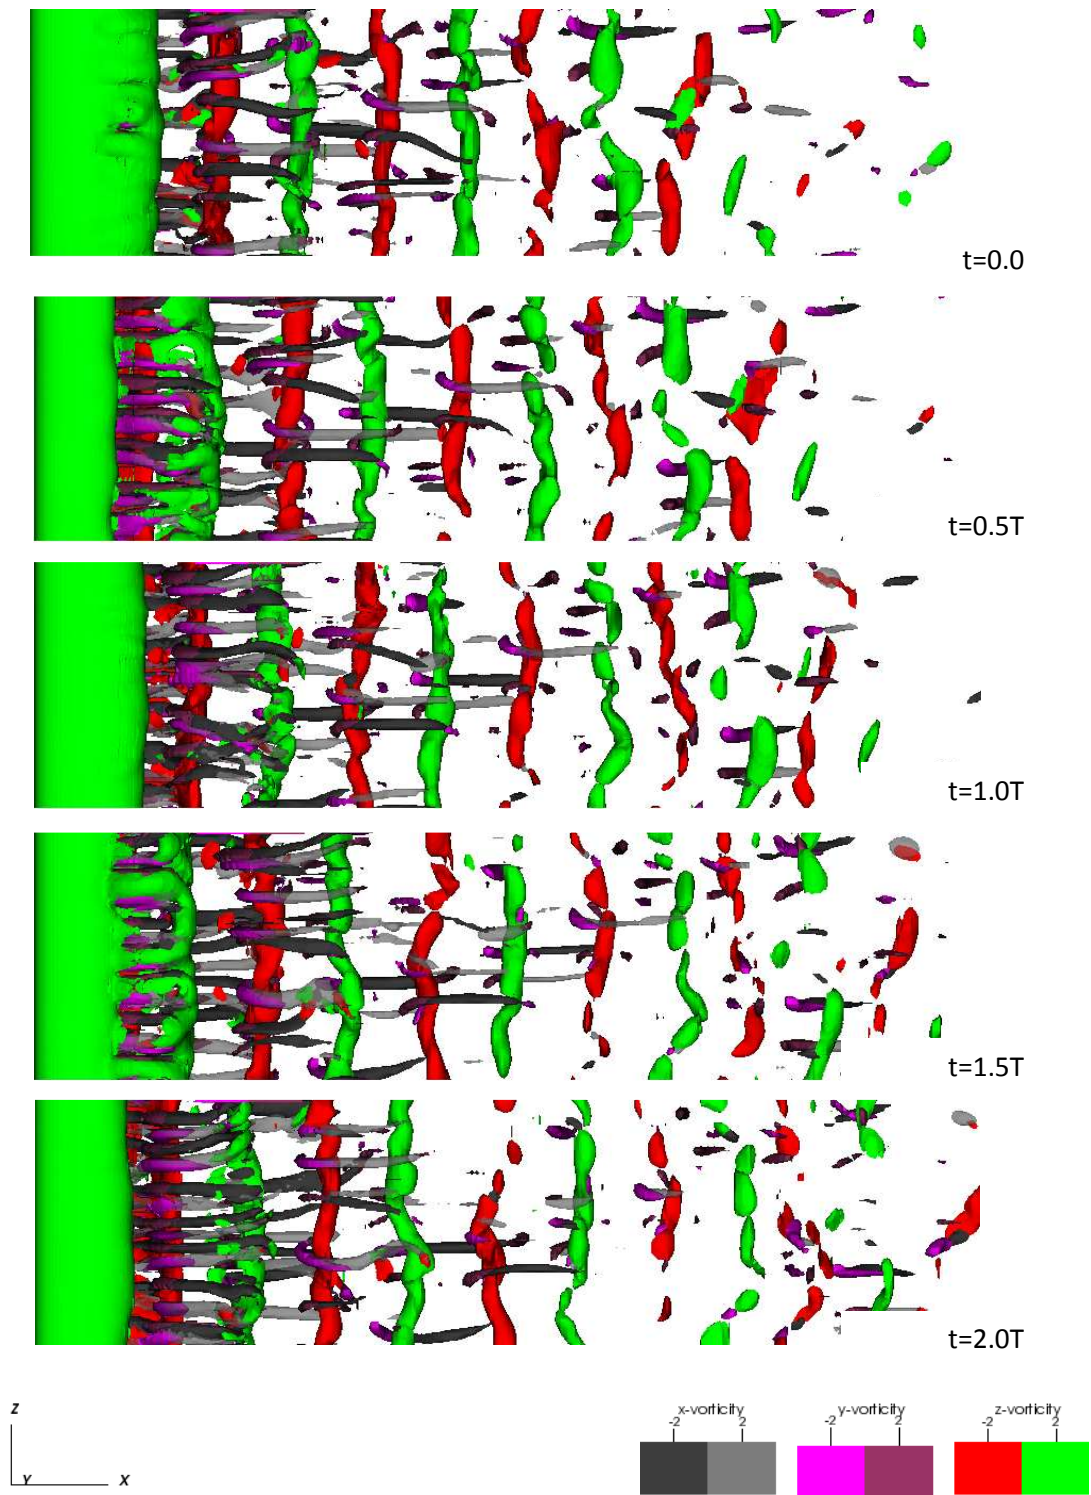 t=0.0
t=0.5T
t=1.0T
t=1.5T
t=2.0T
Z
Y X
x-vorticity y-vorticity z-vorticity
-2 2 -2 2 -2 2